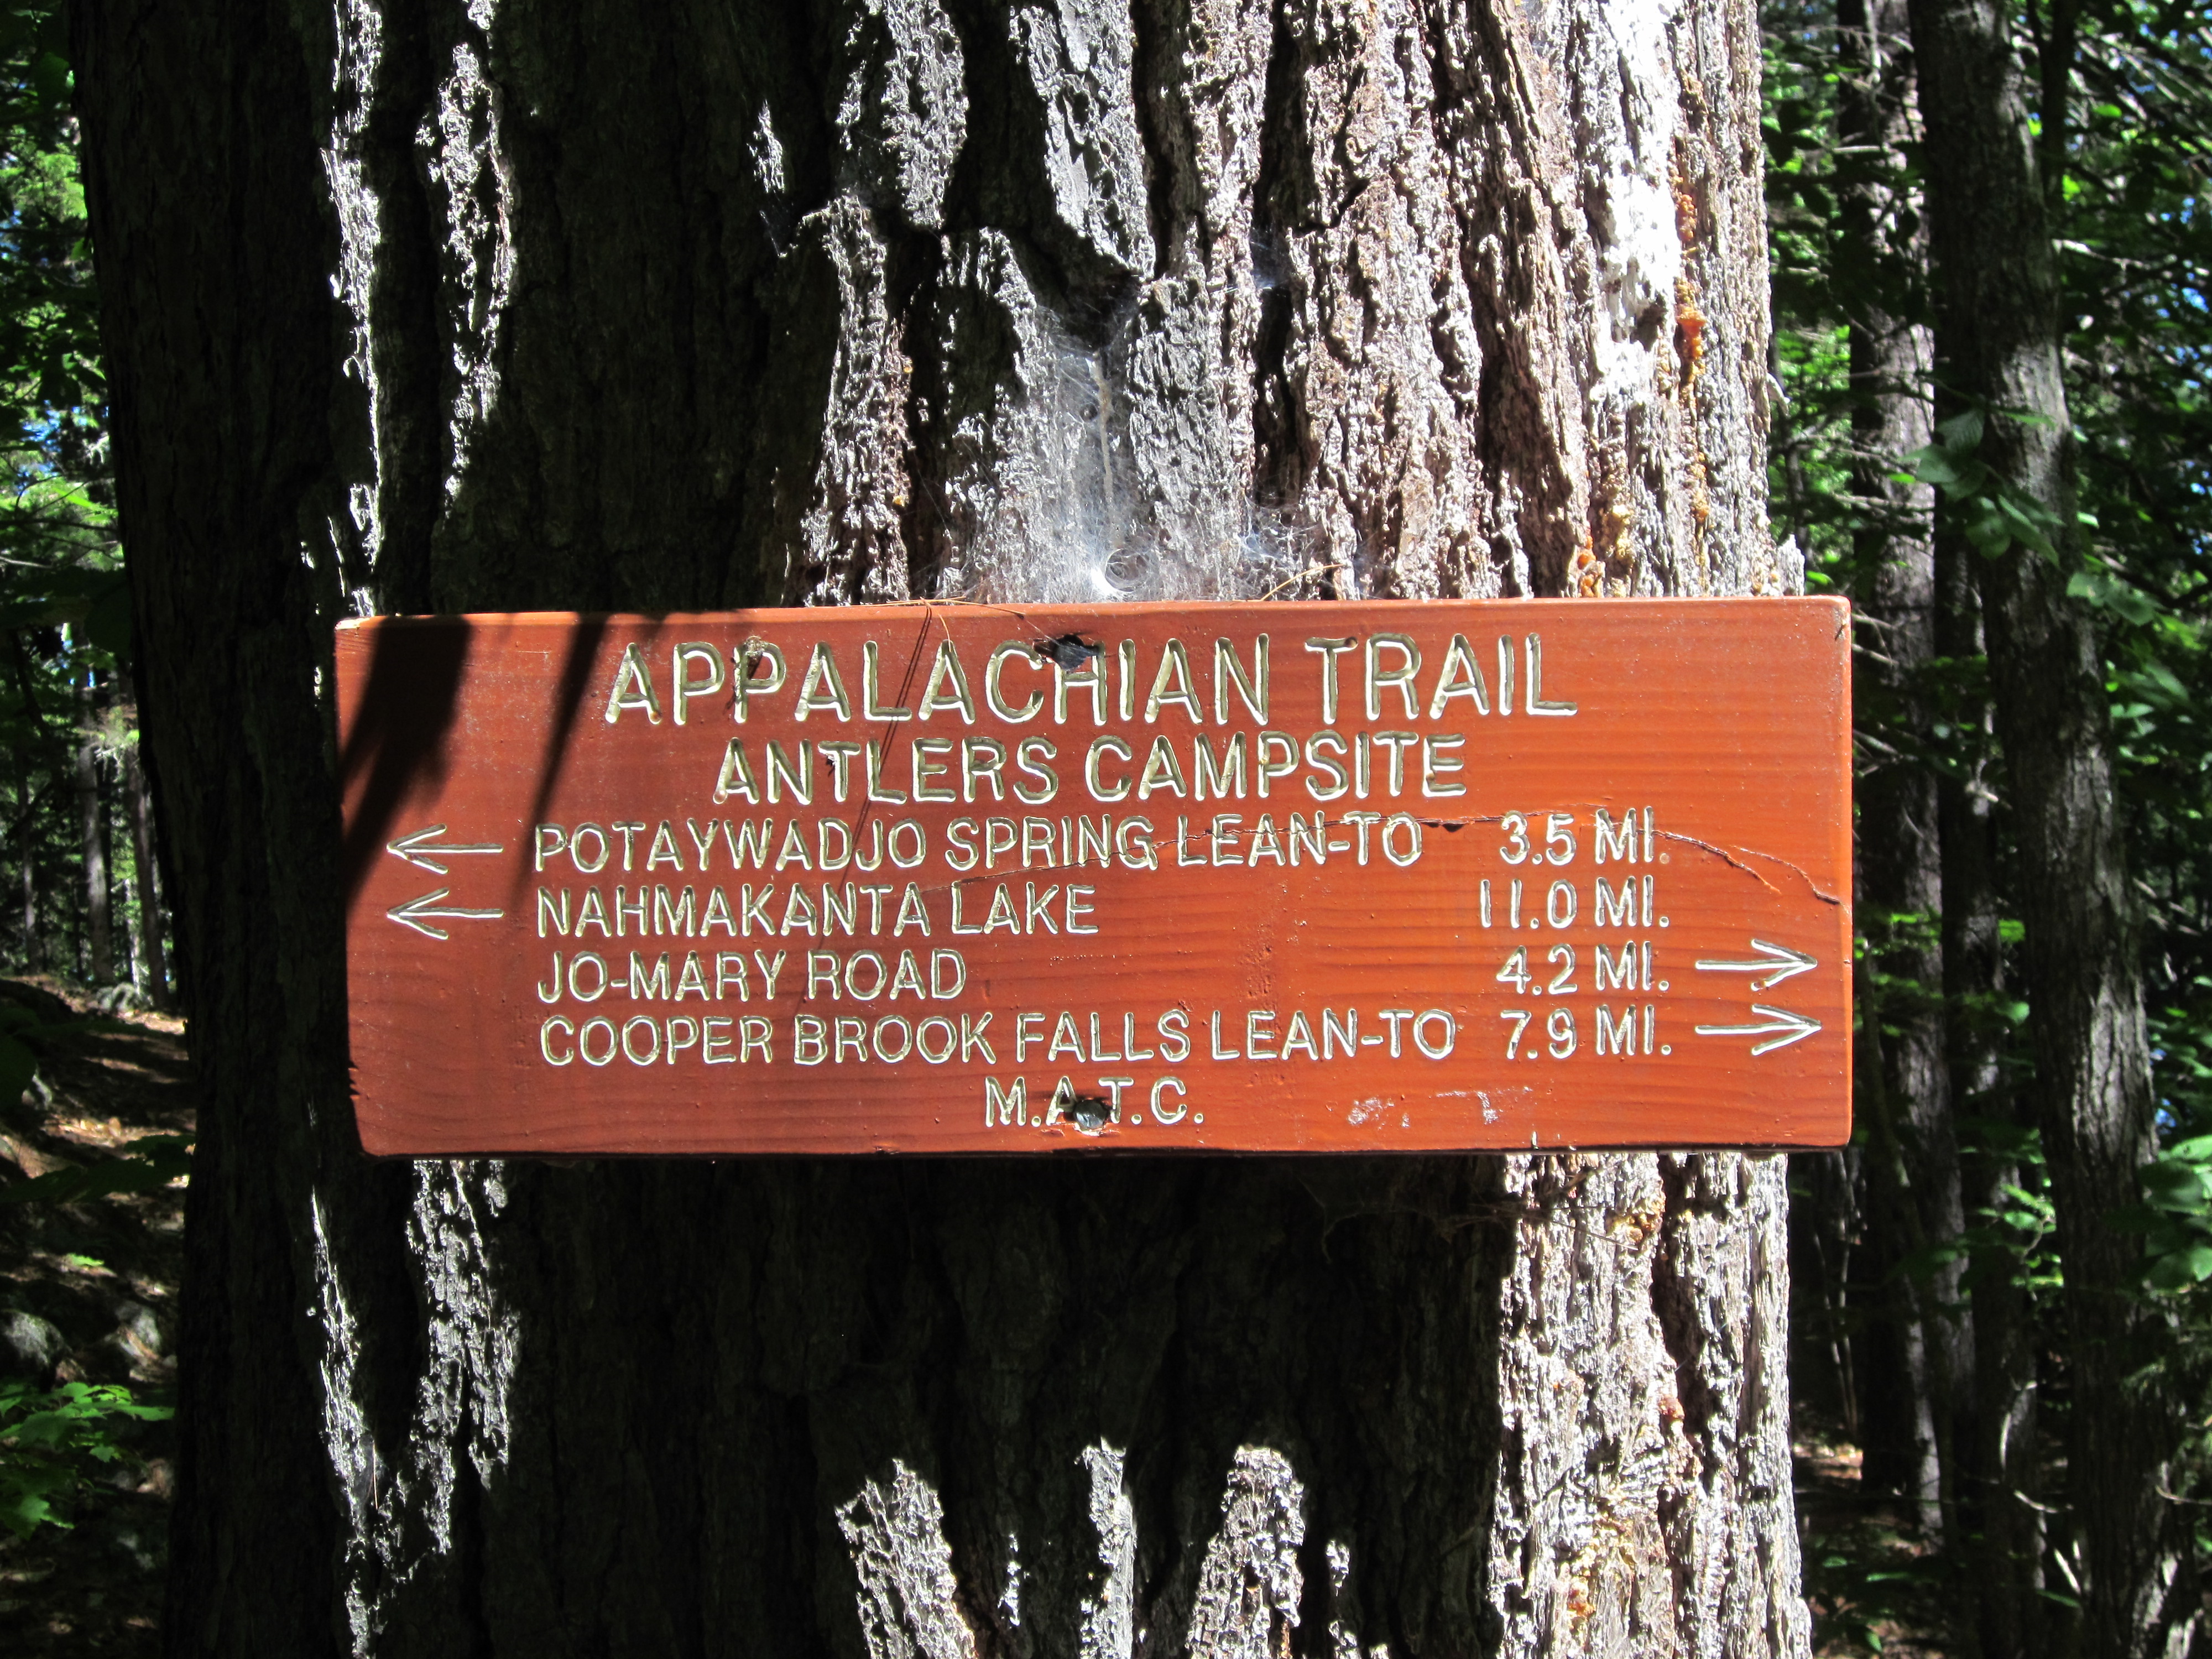 APPALACHIAN TRAIL
ANTLERS CAMPSITE
← POTAYWADJO SPRING LEAN-TO 3.5 MI.
← NAHMAKANTA LAKE 11.0 MI.
JO-MARY ROAD 4.2 MI. →
COOPER BROOK FALLS LEAN-TO 7.9 MI. →
M.A.T.C.